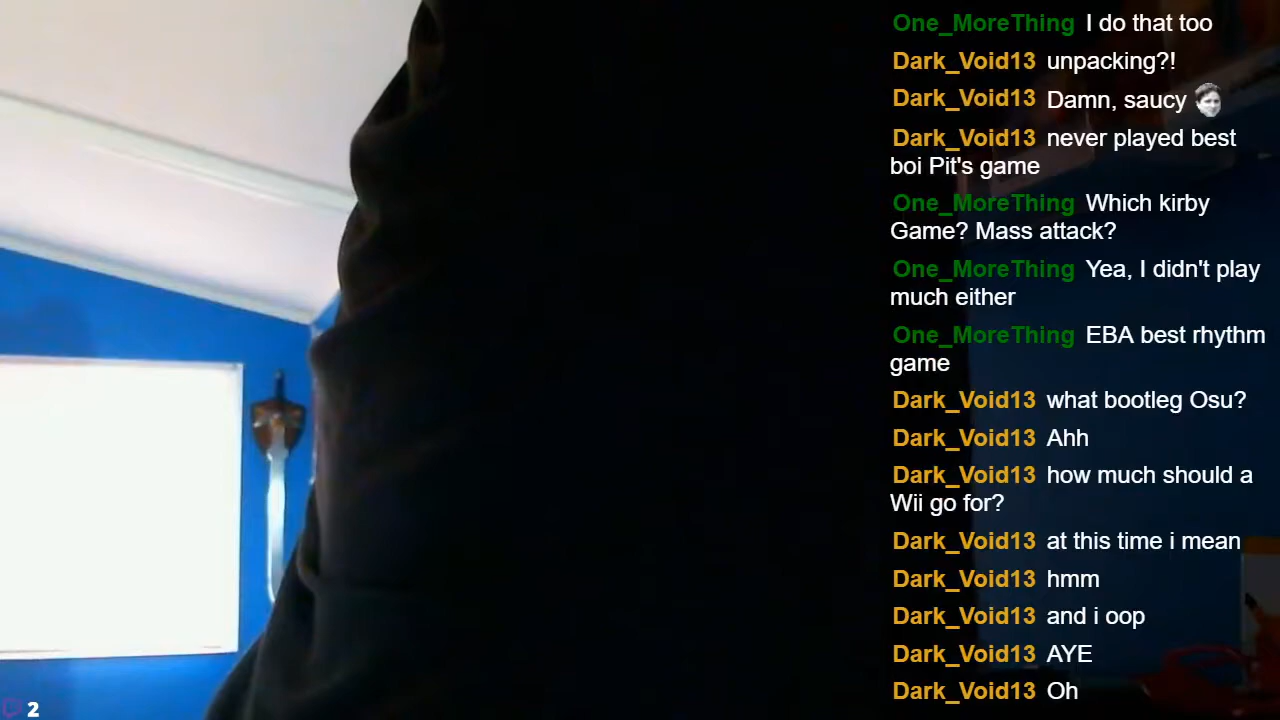 One_MoreThing I do that too
Dark_Void13 unpacking?!
Dark_Void13 Damn, saucy
Dark_Void13 never played best
boi Pit's game
One_MoreThing Which kirby
Game? Mass attack?
One_MoreThing Yea, I didn't play
much either
One_MoreThing EBA best rhythm
game
Dark_Void13 what bootleg Osu?
Dark_Void13 Ahh
Dark_Void13 how much should a
Wii go for?
Dark_Void13 at this time i mean
Dark_Void13 hmm
Dark_Void13 and i oop
Dark_Void13 AYE
Dark_Void13 Oh
2